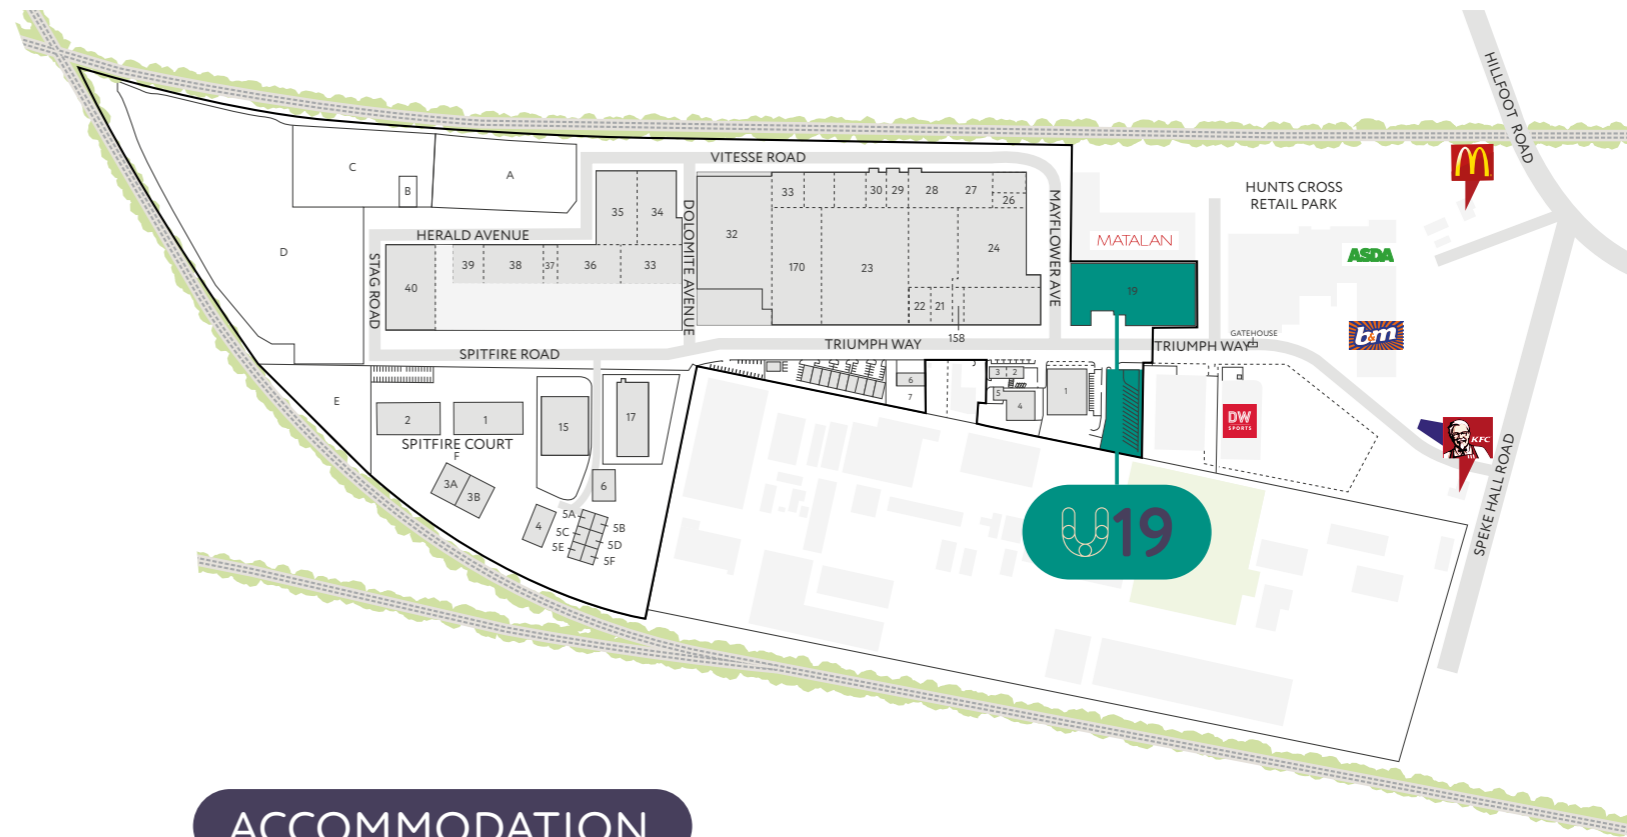 HILLFOOT ROAD
VITESSE ROAD
HUNTS CROSS
RETAIL PARK
C
B
A
35
34
33
30
29
28
27
26
MAYFLOWER AVE
DOLOMITE AVENUE
MATALAN
ASDA
HERALD AVENUE
32
24
D
STAG ROAD
39
38
37
36
33
170
23
40
22
21
19
158
b&m
GATEHOUSE
SPITFIRE ROAD
TRIUMPH WAY
TRIUMPH WAY
E
2
1
SPITFIRE COURT
F
15
17
6
7
3
2
5
4
1
DW
SPORTS
KFC
SPEKE HALL ROAD
3A
3B
6
4
5A
5C
5E
5B
5D
5F
U19
ACCOMMODATION